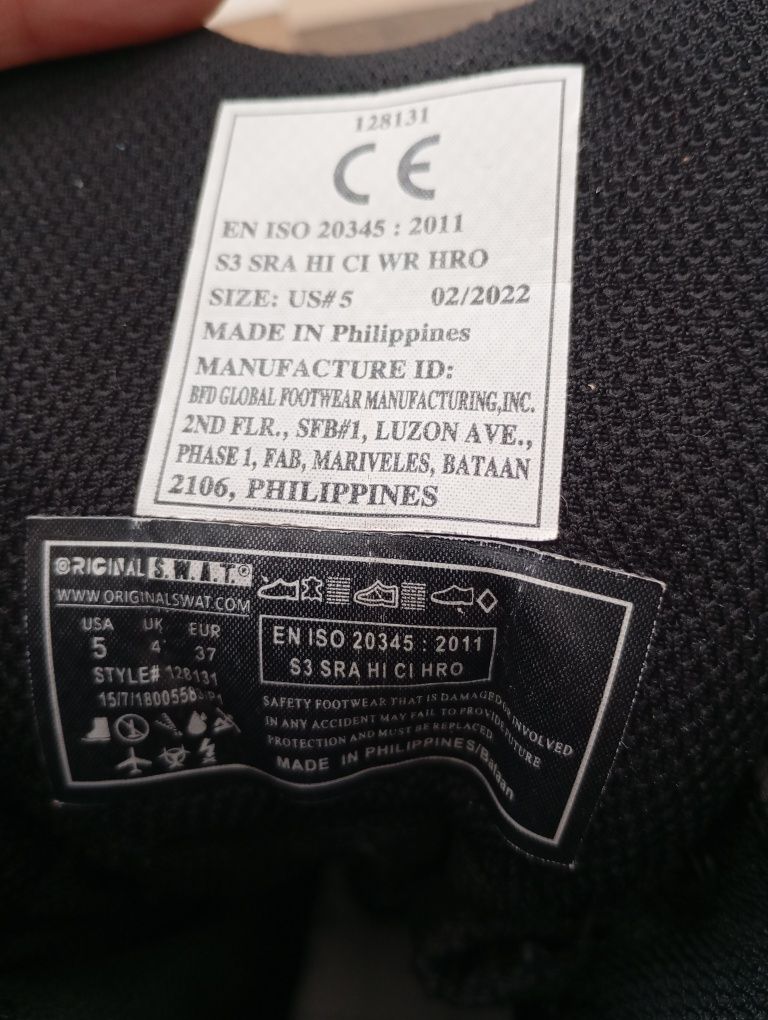 128131
CE
EN ISO 20345 : 2011
S3 SRA HI CI WR HRO
SIZE: US# 5 02/2022
MADE IN Philippines
MANUFACTURE ID:
BFD GLOBAL FOOTWEAR MANUFACTURING,INC.
2ND FLR., SFB#1, LUZON AVE.,
PHASE 1, FAB, MARIVELES, BATAAN
2106, PHILIPPINES
ORIGINAL S.W.A.T.®
WWW.ORIGINALSWAT.COM
USA UK EUR
5 4 37
STYLE# 128131
EN ISO 20345 : 2011
S3 SRA HI CI HRO
SAFETY FOOTWEAR THAT IS DAMAGED OR INVOLVED
IN ANY ACCIDENT MAY FAIL TO PROVIDE FUTURE
PROTECTION AND MUST BE REPLACED
MADE IN PHILIPPINES/Bataan